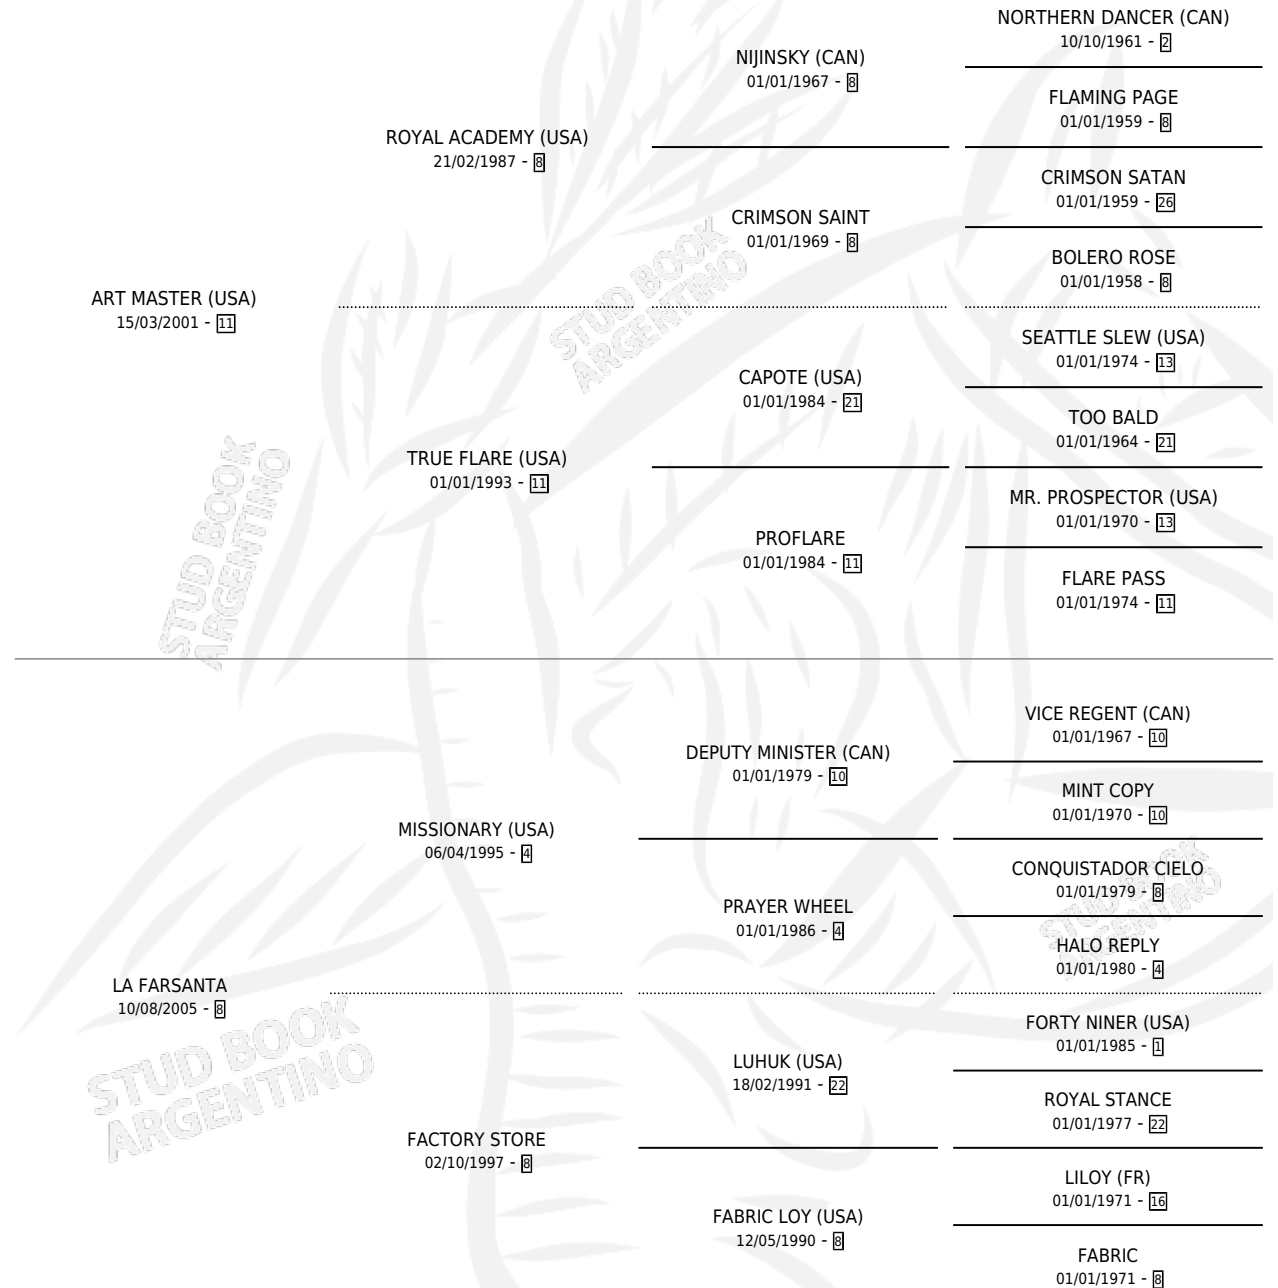 NORTHERN DANCER (CAN)
10/10/1961 - 2
NIJINSKY (CAN)
01/01/1967 - 8
FLAMING PAGE
01/01/1959 - 8
ROYAL ACADEMY (USA)
21/02/1987 - 8
CRIMSON SATAN
01/01/1959 - 26
CRIMSON SAINT
01/01/1969 - 8
BOLERO ROSE
01/01/1958 - 8
ART MASTER (USA)
15/03/2001 - 11
SEATTLE SLEW (USA)
01/01/1974 - 13
CAPOTE (USA)
01/01/1984 - 21
TOO BALD
01/01/1964 - 21
TRUE FLARE (USA)
01/01/1993 - 11
MR. PROSPECTOR (USA)
01/01/1970 - 13
PROFLARE
01/01/1984 - 11
FLARE PASS
01/01/1974 - 11
STUD BOOK
ARGENTINO
STUD BOOK
ARGENTINO
VICE REGENT (CAN)
01/01/1967 - 10
DEPUTY MINISTER (CAN)
01/01/1979 - 10
MINT COPY
01/01/1970 - 10
MISSIONARY (USA)
06/04/1995 - 4
CONQUISTADOR CIELO
01/01/1979 - 8
PRAYER WHEEL
01/01/1986 - 4
HALO REPLY
01/01/1980 - 4
STUD BOOK
ARGENTINO
LA FARSANTA
10/08/2005 - 8
STUD BOOK
ARGENTINO
FORTY NINER (USA)
01/01/1985 - 1
LUHUK (USA)
18/02/1991 - 22
ROYAL STANCE
01/01/1977 - 22
FACTORY STORE
02/10/1997 - 8
LILOY (FR)
01/01/1971 - 16
FABRIC LOY (USA)
12/05/1990 - 8
FABRIC
01/01/1971 - 8